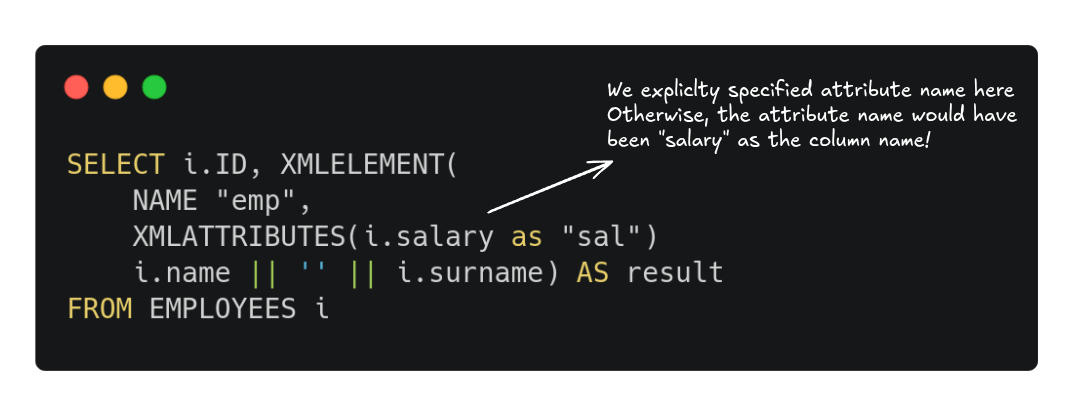 We expliclty specified attribute name here
Otherwise, the attribute name would have
been "salary" as the column name!
SELECT i.ID, XMLELEMENT(
    NAME "emp",
    XMLATTRIBUTES(i.salary as "sal")
    i.name || '' || i.surname) AS result
FROM EMPLOYEES i